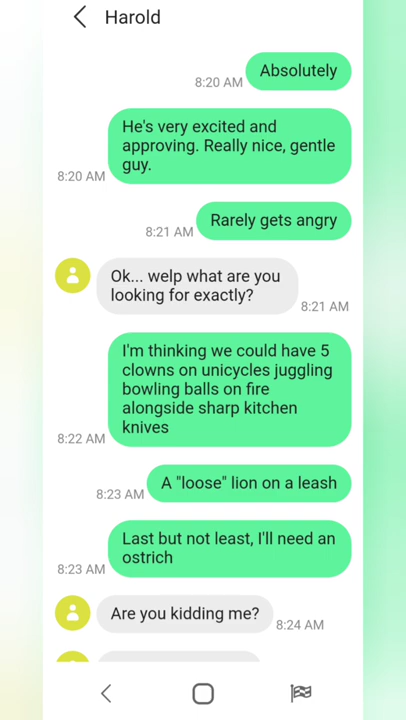 Harold
Absolutely
8:20 AM
He's very excited and
approving. Really nice, gentle
guy.
8:20 AM
Rarely gets angry
8:21 AM
Ok... welp what are you
looking for exactly?
8:21 AM
I'm thinking we could have 5
clowns on unicycles juggling
bowling balls on fire
alongside sharp kitchen
knives
8:22 AM
A "loose" lion on a leash
8:23 AM
Last but not least, I'll need an
ostrich
8:23 AM
Are you kidding me?
8:24 AM